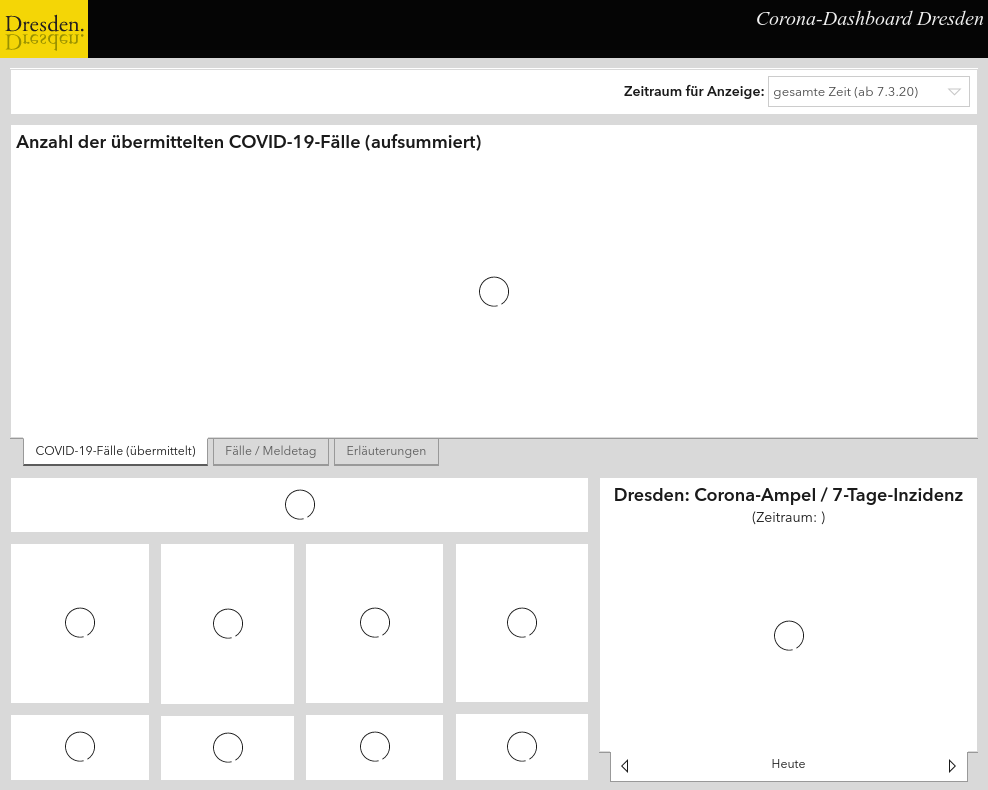 Dresden.
Corona-Dashboard Dresden
Zeitraum für Anzeige: gesamte Zeit (ab 7.3.20)
Anzahl der übermittelten COVID-19-Fälle (aufsummiert)
COVID-19-Fälle (übermittelt) Fälle / Meldetag Erläuterungen
Dresden: Corona-Ampel / 7-Tage-Inzidenz
(Zeitraum: )
Heute